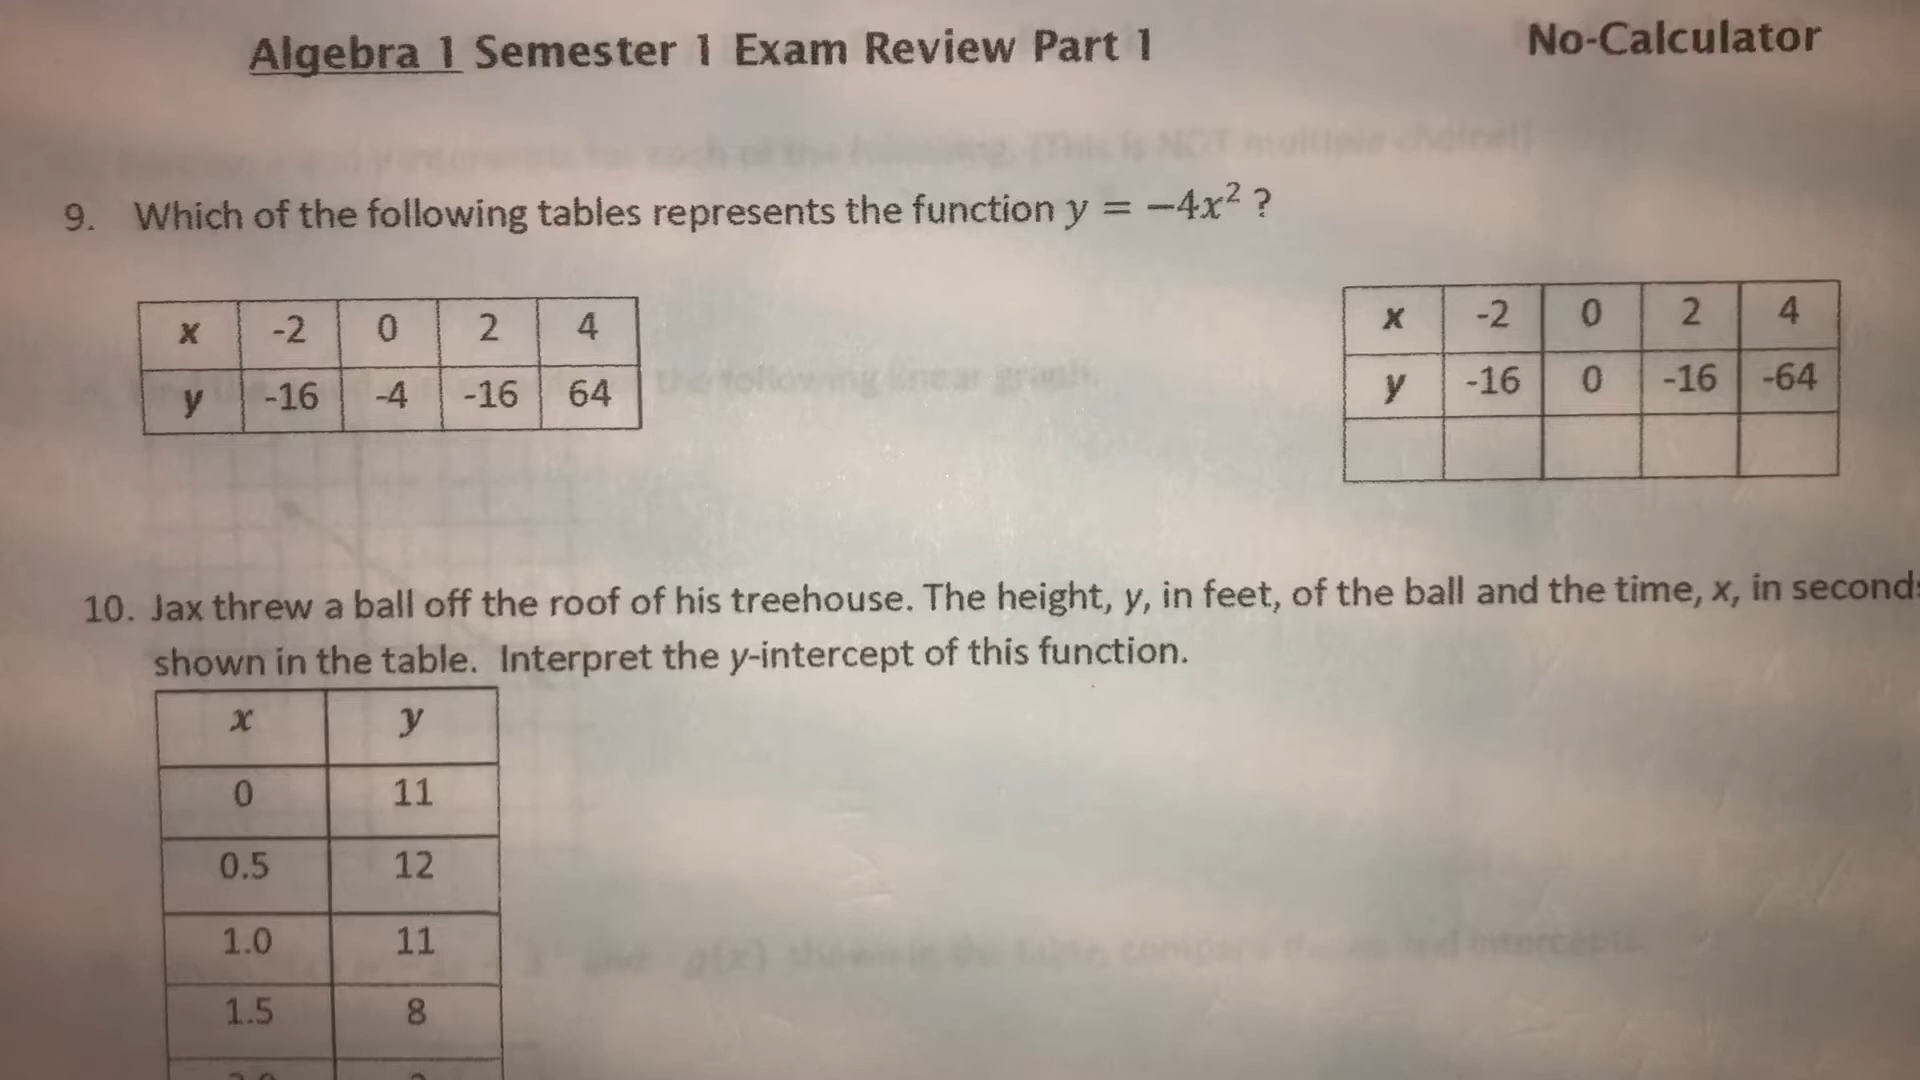 Algebra 1 Semester 1 Exam Review Part 1 No-Calculator
9. Which of the following tables represents the function y = −4x² ?
x -2 0 2 4
y -16 -4 -16 64
x -2 0 2 4
y -16 0 -16 -64
10. Jax threw a ball off the roof of his treehouse. The height, y, in feet, of the ball and the time, x, in seconds
shown in the table. Interpret the y-intercept of this function.
x y
0 11
0.5 12
1.0 11
1.5 8